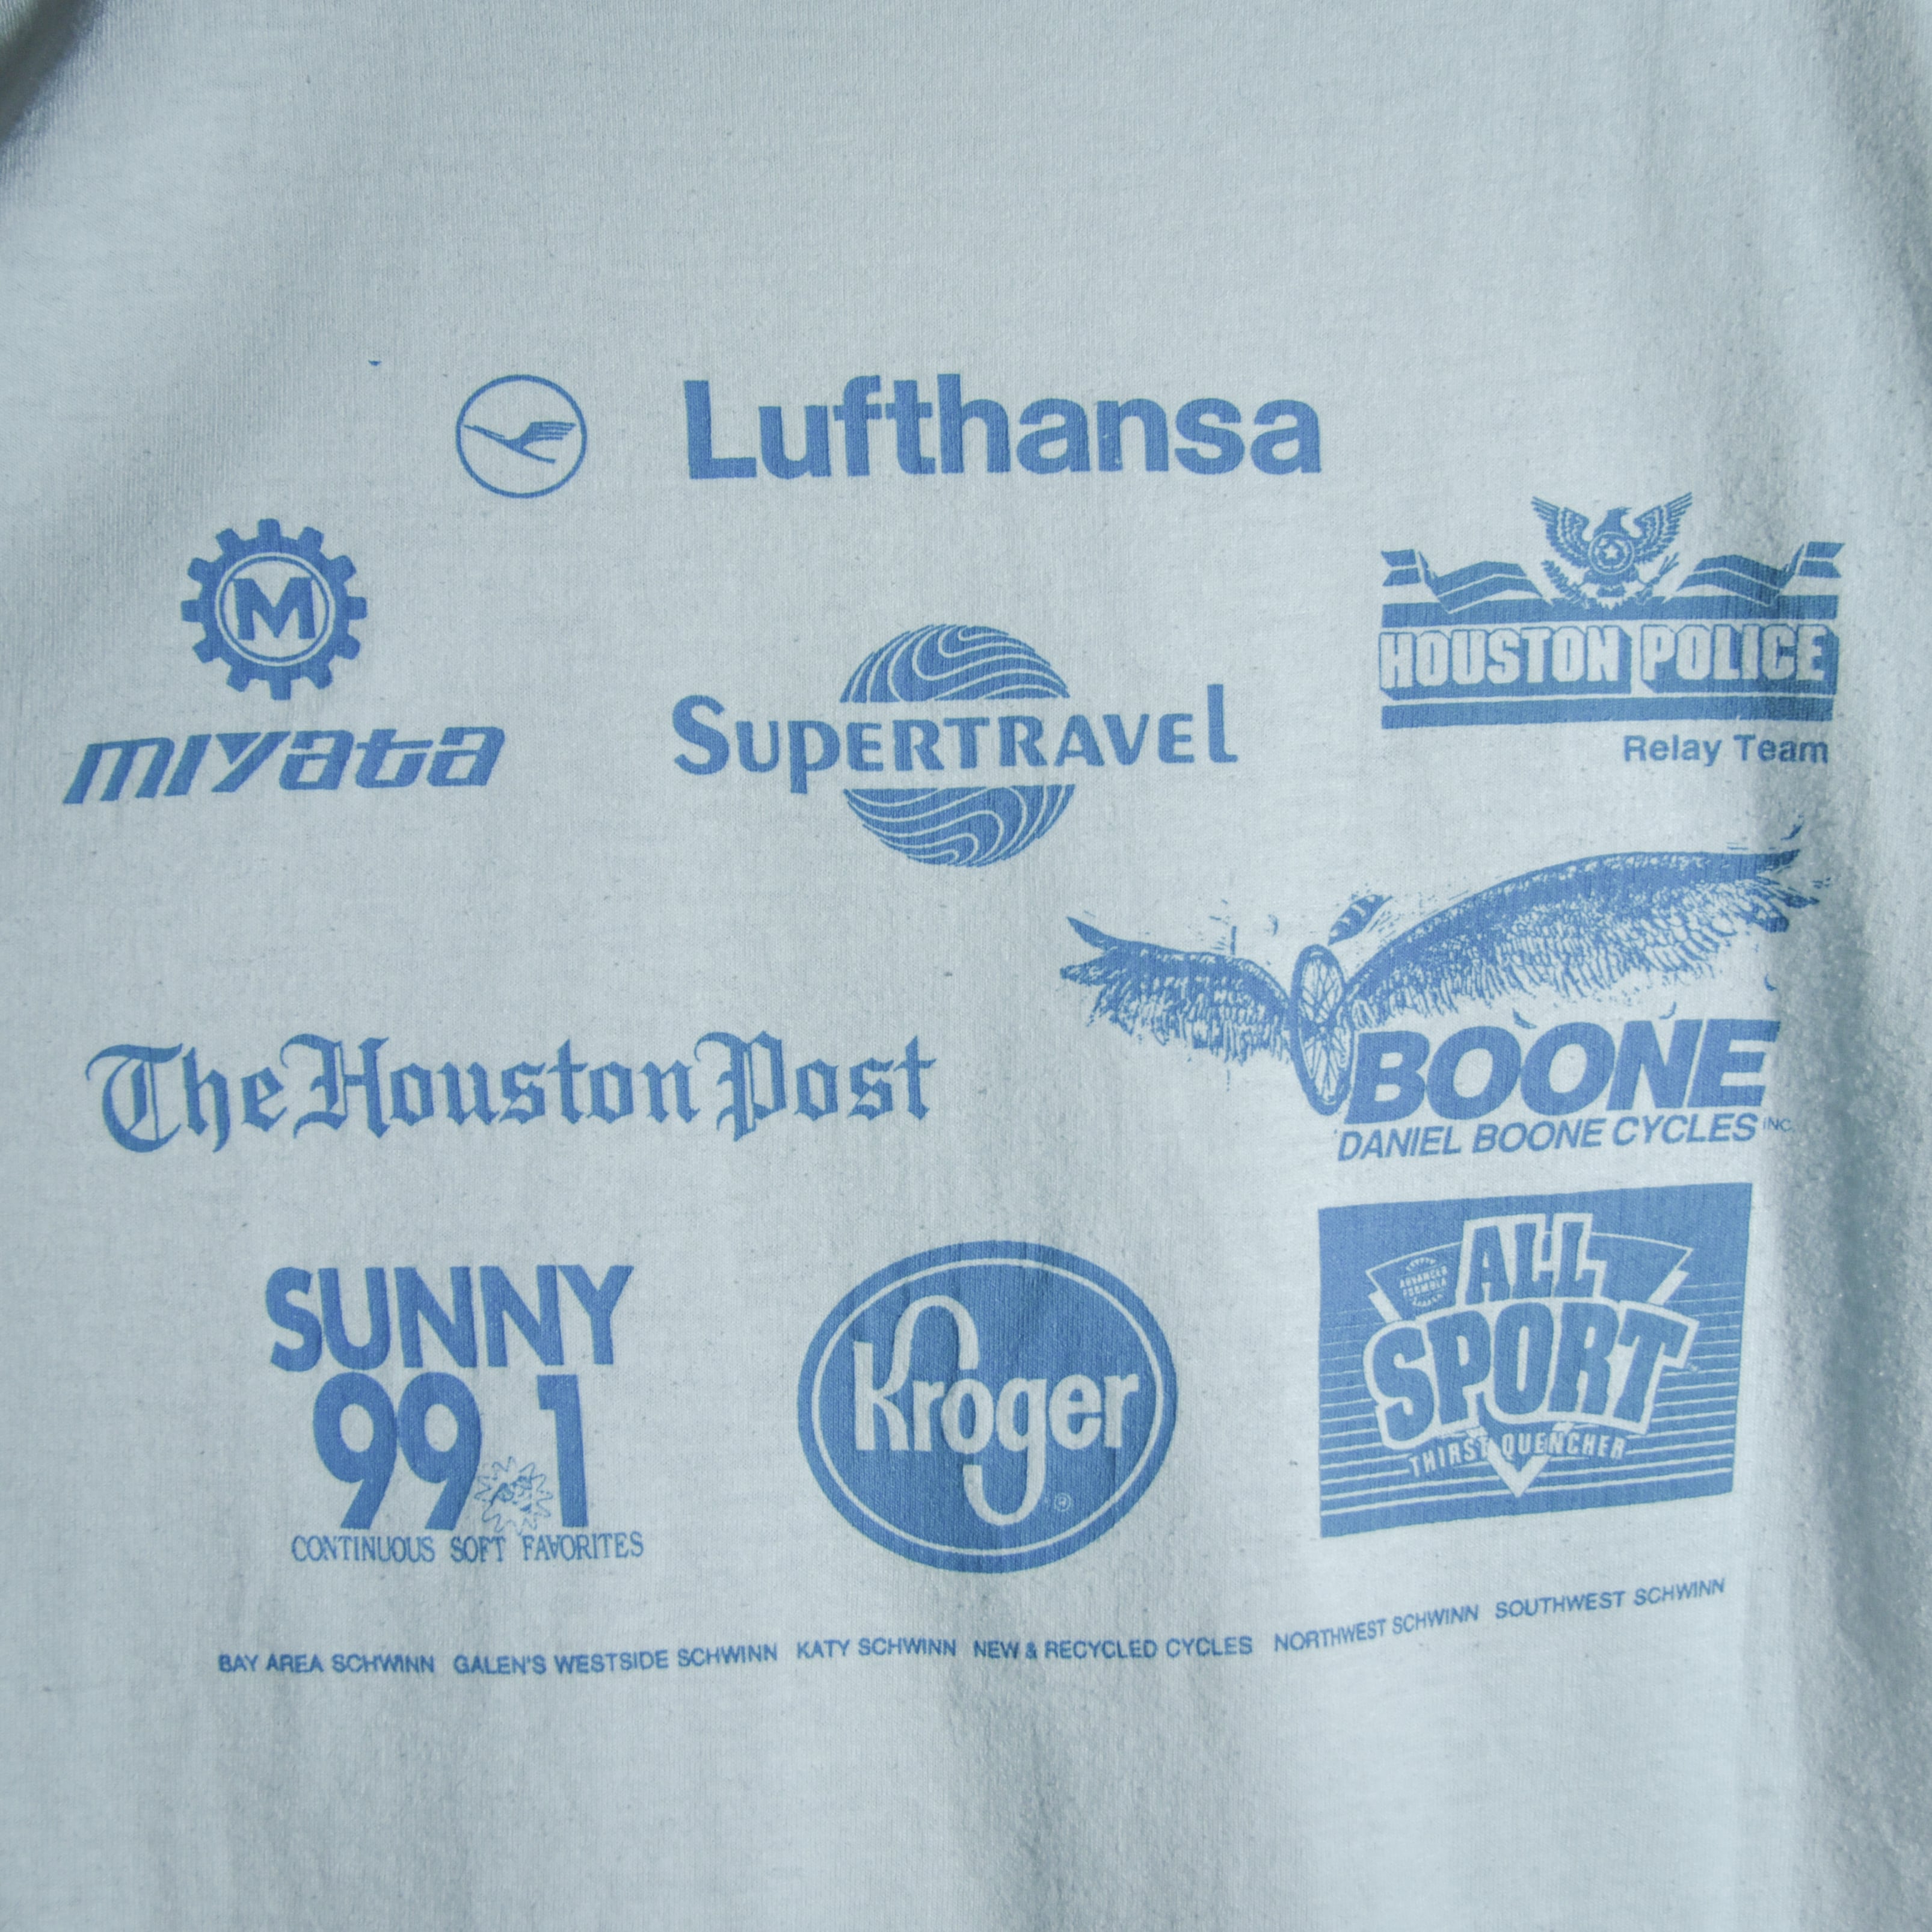 Lufthansa
M
miyata
SUPERTRAVEL
HOUSTON POLICE
Relay Team
The Houston Post
BOONE
DANIEL BOONE CYCLES INC.
SUNNY
99.1
CONTINUOUS SOFT FAVORITES
Kroger
®
ADVANCED
FORMULA
ALL
SPORT
THIRST QUENCHER
BAY AREA SCHWINN GALEN'S WESTSIDE SCHWINN KATY SCHWINN NEW & RECYCLED CYCLES NORTHWEST SCHWINN SOUTHWEST SCHWINN